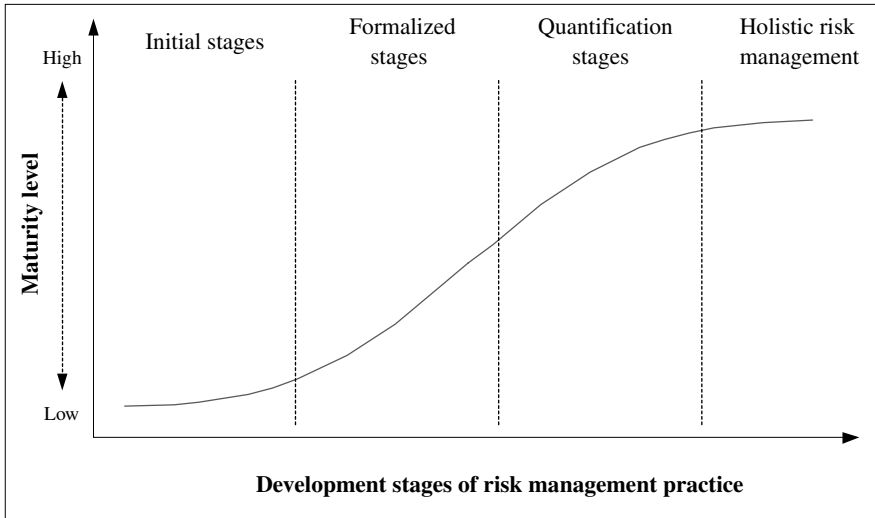 Initial stages
Formalized
stages
Quantification
stages
Holistic risk
management
High
Maturity level
Low
Development stages of risk management practice